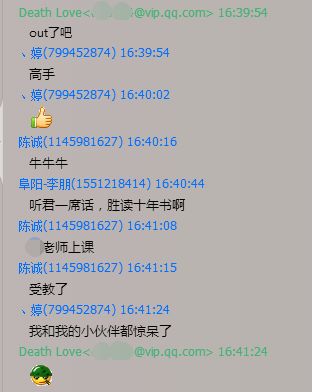 Death Love<@vip.qq.com> 16:39:54
out了吧
、婷(799452874) 16:39:54
高手
、婷(799452874) 16:40:02
陈诚(1145981627) 16:40:16
牛牛牛
阜阳-李朋(1551218414) 16:40:44
听君一席话，胜读十年书啊
陈诚(1145981627) 16:41:08
老师上课
陈诚(1145981627) 16:41:15
受教了
、婷(799452874) 16:41:24
我和我的小伙伴都惊呆了
Death Love<@vip.qq.com> 16:41:24